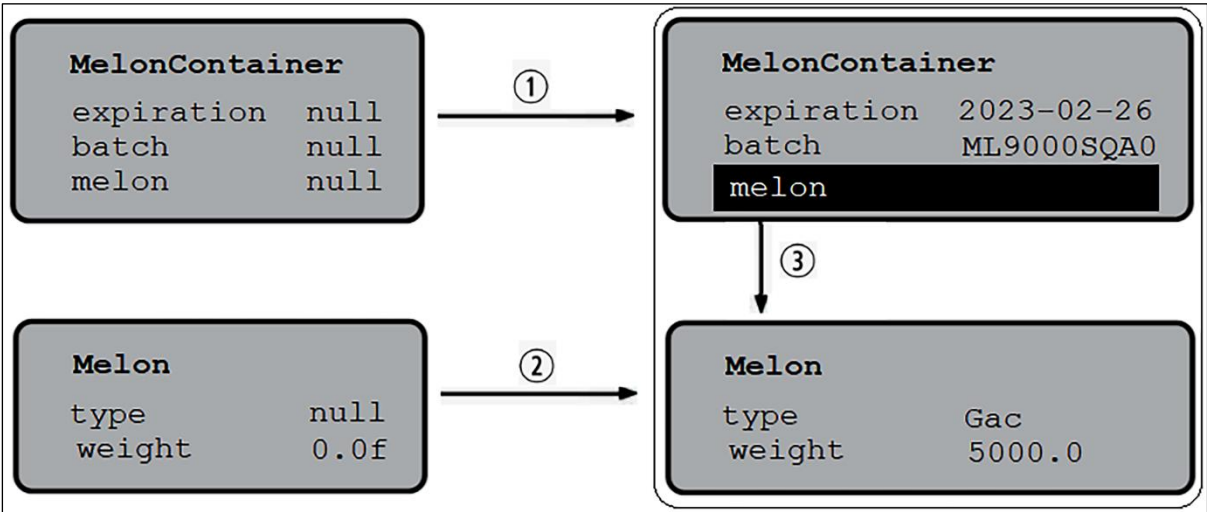 MelonContainer
expiration null
batch null
melon null
①
MelonContainer
expiration 2023-02-26
batch ML9000SQA0
melon
③
Melon
type null
weight 0.0f
②
Melon
type Gac
weight 5000.0